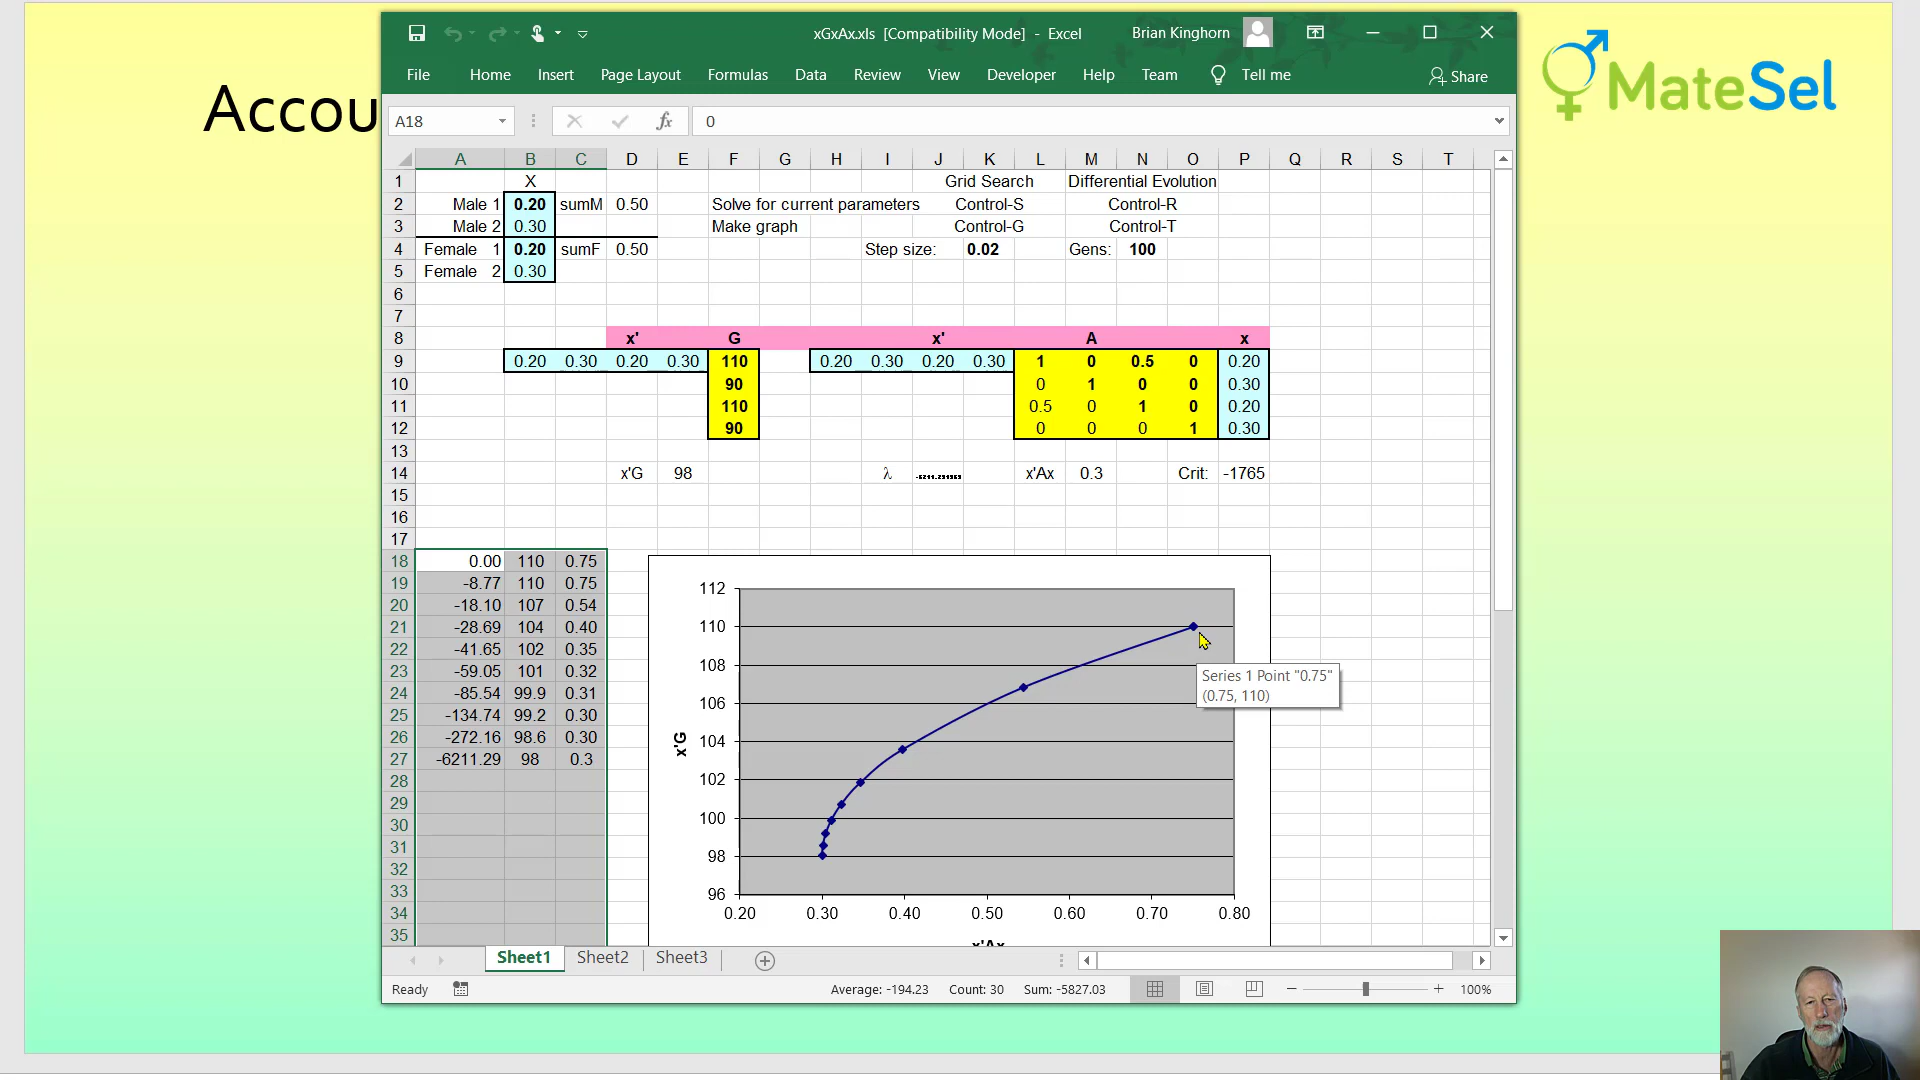 Accou
xGxAx.xls [Compatibility Mode] - Excel
Brian Kinghorn
MateSel
File Home Insert Page Layout Formulas Data Review View Developer Help Team Tell me Share
A18 fx 0
A B C D E F G H I J K L M N O P Q R S T
1 X Grid Search Differential Evolution
2 Male 1 0.20 sumM 0.50 Solve for current parameters Control-S Control-R
3 Male 2 0.30 Make graph Control-G Control-T
4 Female 1 0.20 sumF 0.50 Step size: 0.02 Gens: 100
5 Female 2 0.30
6
7
8 x' G x' A x
9 0.20 0.30 0.20 0.30 110 0.20 0.30 0.20 0.30 1 0 0.5 0 0.20
10 90 0 1 0 0 0.30
11 110 0.5 0 1 0 0.20
12 90 0 0 0 1 0.30
13
14 x'G 98 λ x'Ax 0.3 Crit: -1765
15
16
17
18 0.00 110 0.75
19 -8.77 110 0.75
20 -18.10 107 0.54
21 -28.69 104 0.40
22 -41.65 102 0.35
23 -59.05 101 0.32
24 -85.54 99.9 0.31
25 -134.74 99.2 0.30
26 -272.16 98.6 0.30
27 -6211.29 98 0.3
28
29
30
31
32
33
34
35
112
110
108
106
104
102
100
98
96
x'G
0.20 0.30 0.40 0.50 0.60 0.70 0.80
x'Ax
Series 1 Point "0.75"
(0.75, 110)
Sheet1 Sheet2 Sheet3
Ready Average: -194.23 Count: 30 Sum: -5827.03 100%